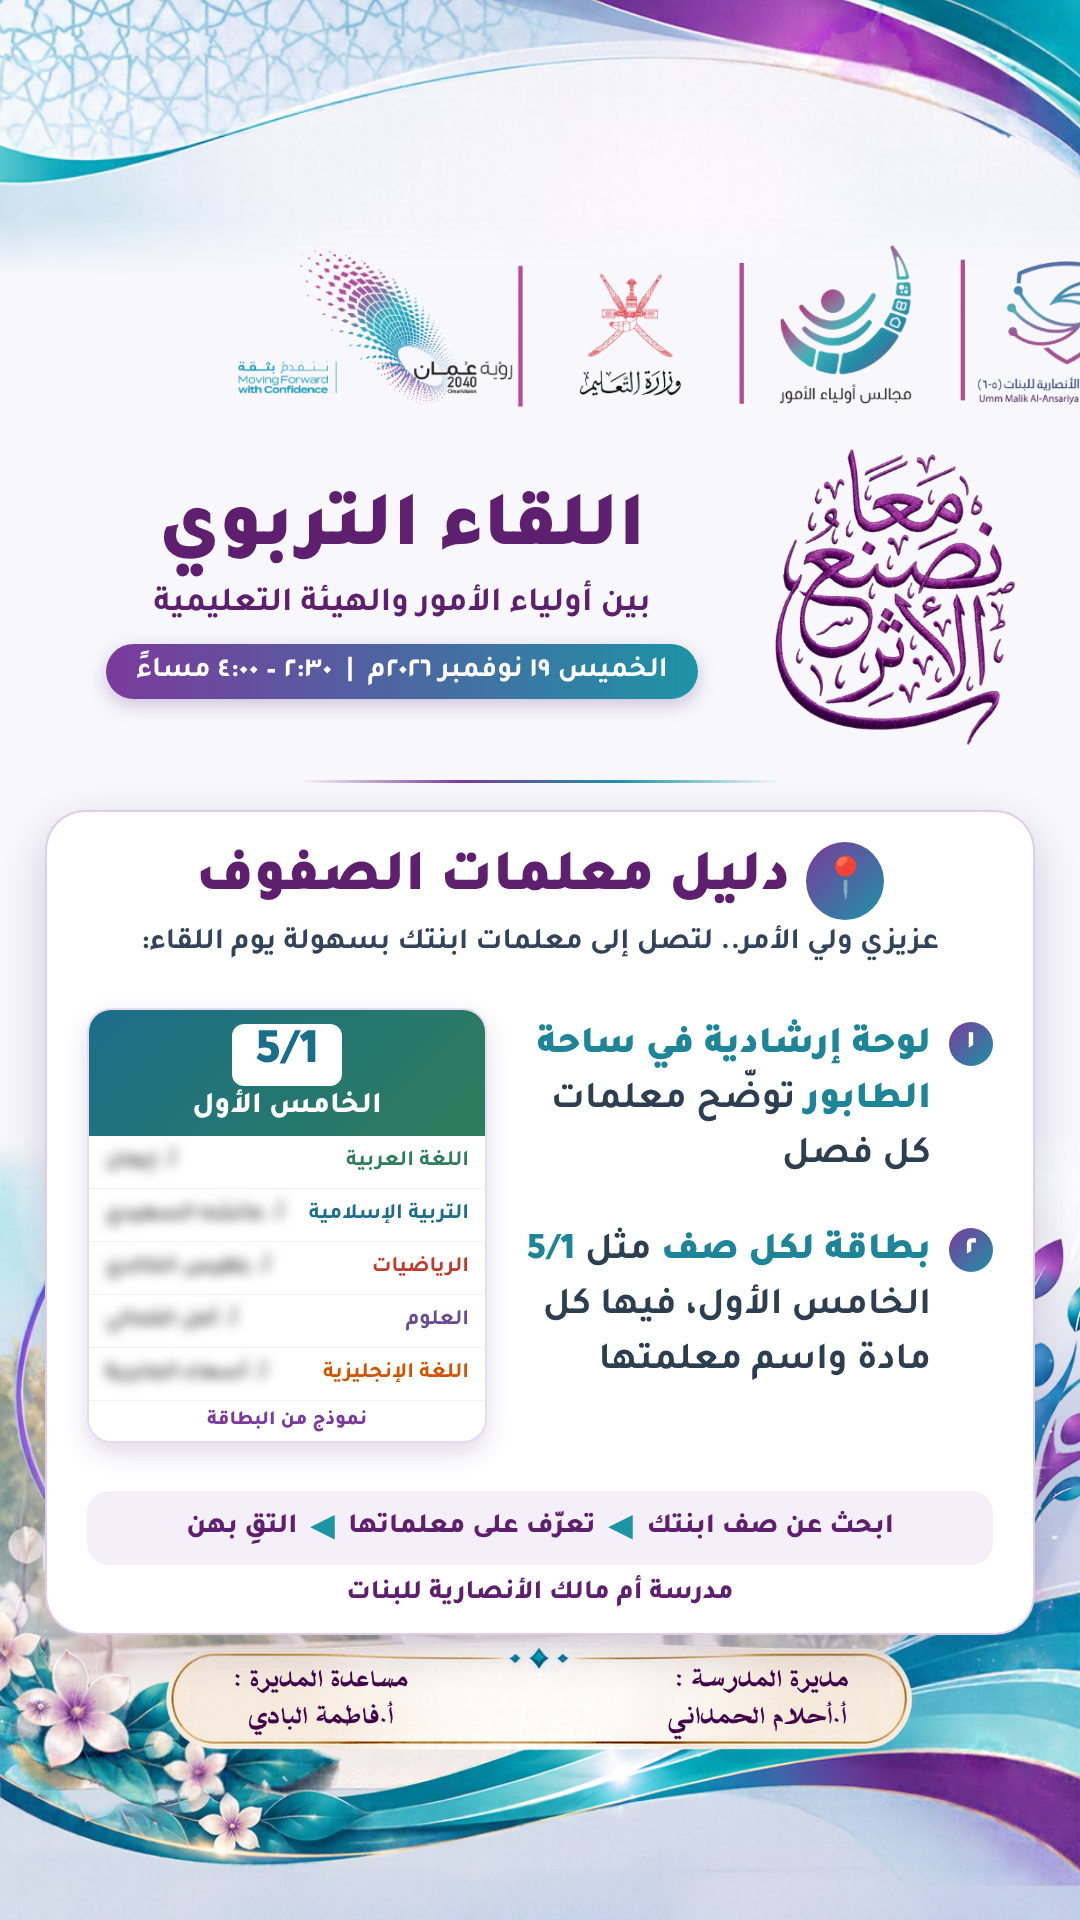 الأنصارية للبنات (٥-٦)
Umm Malik Al-Ansariya
مجالس أولياء الأمور
وزارة التعليم
رؤية عُمان
2040
OmanVision
نتقدم بثقة
Moving Forward
with Confidence
معًا
نصنع
الأثر
اللقاء التربوي
بين أولياء الأمور والهيئة التعليمية
الخميس ١٩ نوفمبر ٢٠٢٦م | ٢:٣٠ - ٤:٠٠ مساءً
دليل معلمات الصفوف
عزيزي ولي الأمر.. لتصل إلى معلمات ابنتك بسهولة يوم اللقاء:
١ لوحة إرشادية في ساحة
الطابور توضّح معلمات
كل فصل
٢ بطاقة لكل صف مثل 5/1
الخامس الأول، فيها كل
مادة واسم معلمتها
5/1
الخامس الأول
اللغة العربية
التربية الإسلامية
الرياضيات
العلوم
اللغة الإنجليزية
نموذج من البطاقة
ابحث عن صف ابنتك ◀ تعرّف على معلماتها ◀ التقِ بهن
مدرسة أم مالك الأنصارية للبنات
مديرة المدرسة :
أ.أحلام الحمداني
مساعدة المديرة :
أ.فاطمة البادي